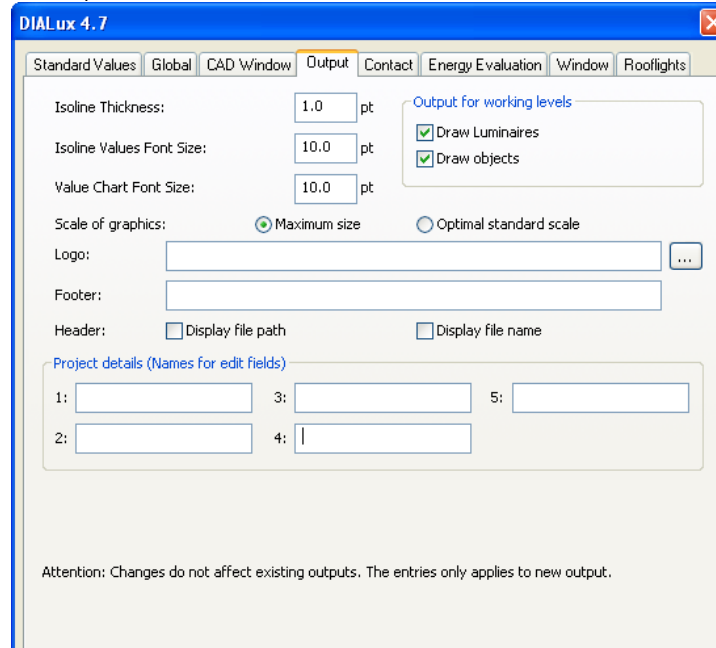 DIALux 4.7
Standard Values Global CAD Window Output Contact Energy Evaluation Window Rooflights
Isoline Thickness: 1.0 pt
Output for working levels
Draw Luminaires
Isoline Values Font Size: 10.0 pt
Draw objects
Value Chart Font Size: 10.0 pt
Scale of graphics: Maximum size Optimal standard scale
Logo: ...
Footer:
Header: Display file path Display file name
Project details (Names for edit fields)
1: 3: 5:
2: 4:
Attention: Changes do not affect existing outputs. The entries only applies to new output.